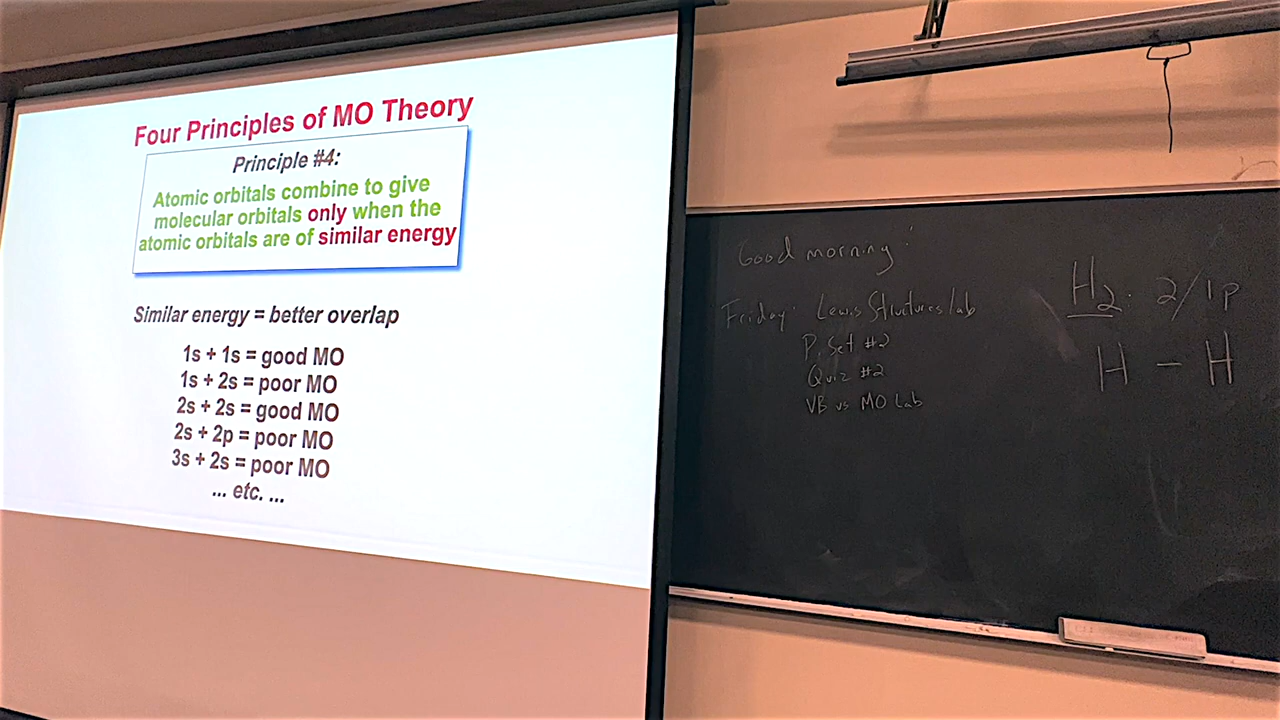 Four Principles of MO Theory
Principle #4:
Atomic orbitals combine to give
molecular orbitals only when the
atomic orbitals are of similar energy
Similar energy = better overlap
1s + 1s = good MO
1s + 2s = poor MO
2s + 2s = good MO
2s + 2p = poor MO
3s + 2s = poor MO
... etc. ...
Good morning!
Friday: Lewis Structures lab
P. Set #2
Quiz #2
VB vs MO Lab
H2: 2/1p
H – H